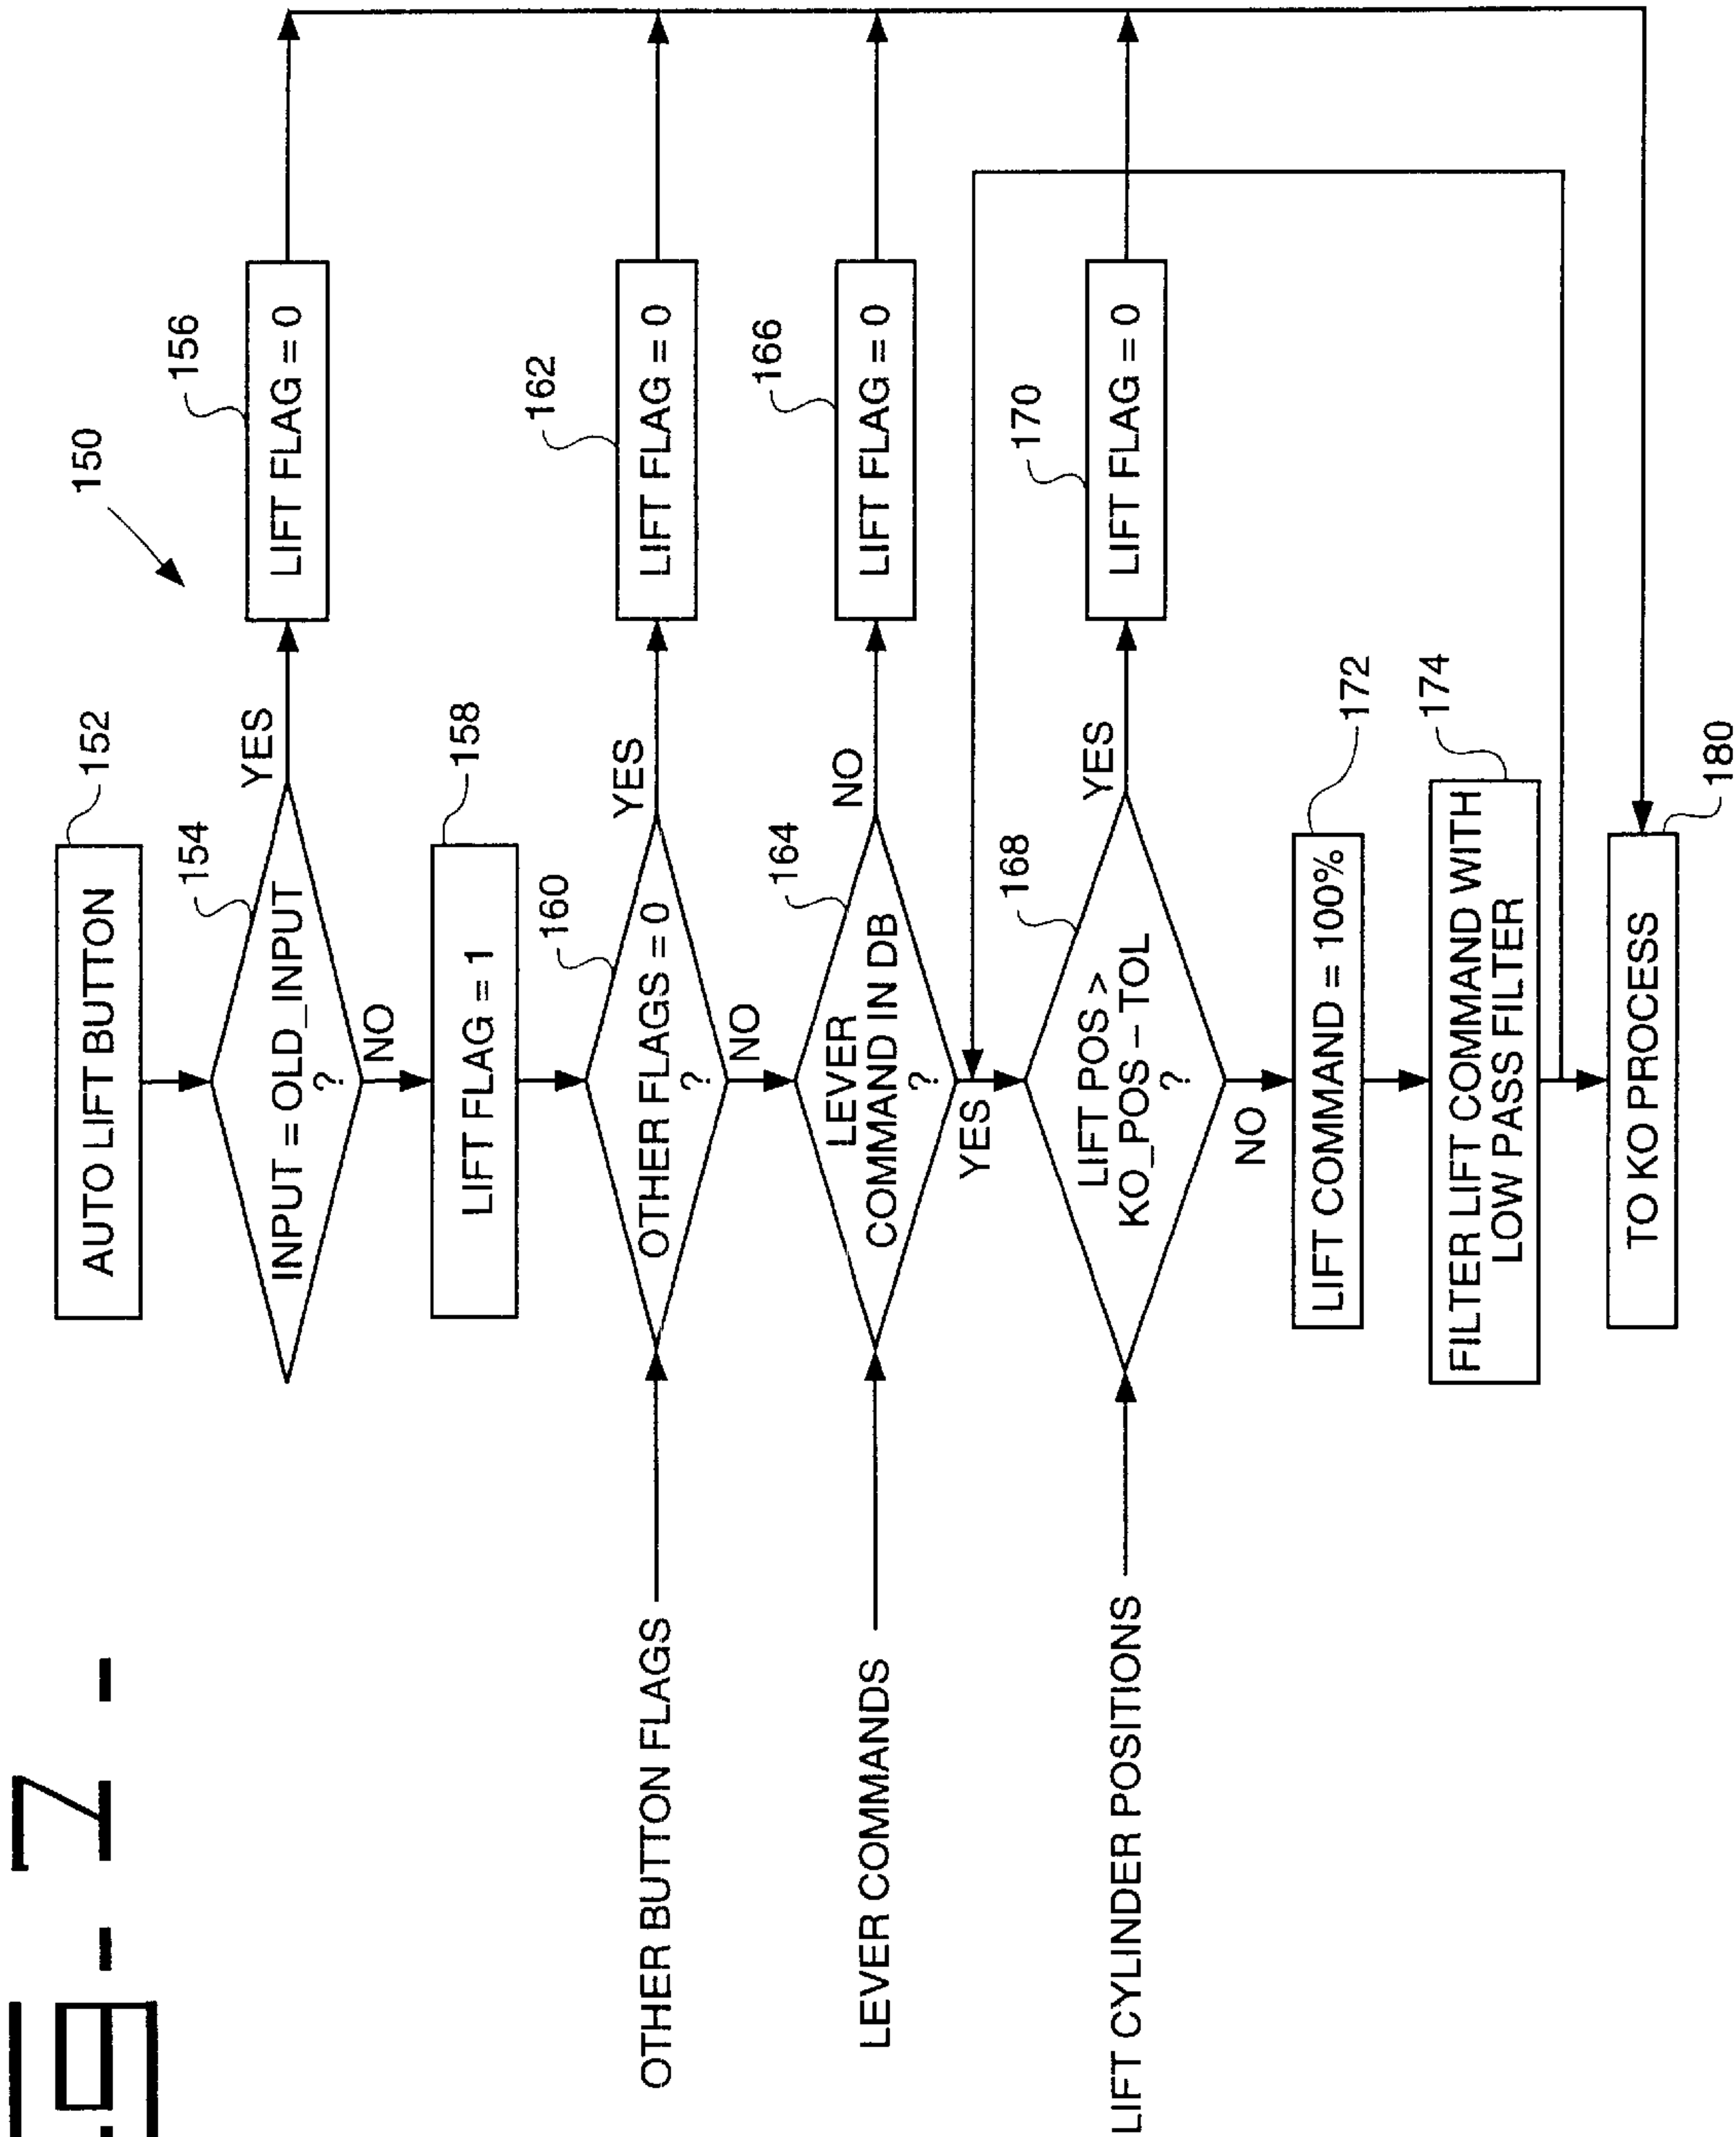 150
AUTO LIFT BUTTON
152
INPUT = OLD_INPUT
?
154
YES
LIFT FLAG = 0
156
NO
LIFT FLAG = 1
158
OTHER BUTTON FLAGS
OTHER FLAGS = 0
?
160
YES
LIFT FLAG = 0
162
NO
LEVER COMMANDS
LEVER
COMMAND IN DB
?
164
NO
LIFT FLAG = 0
166
YES
LIFT CYLINDER POSITIONS
LIFT POS >
KO_POS – TOL
?
168
YES
LIFT FLAG = 0
170
NO
LIFT COMMAND = 100%
172
FILTER LIFT COMMAND WITH
LOW PASS FILTER
174
TO KO PROCESS
180